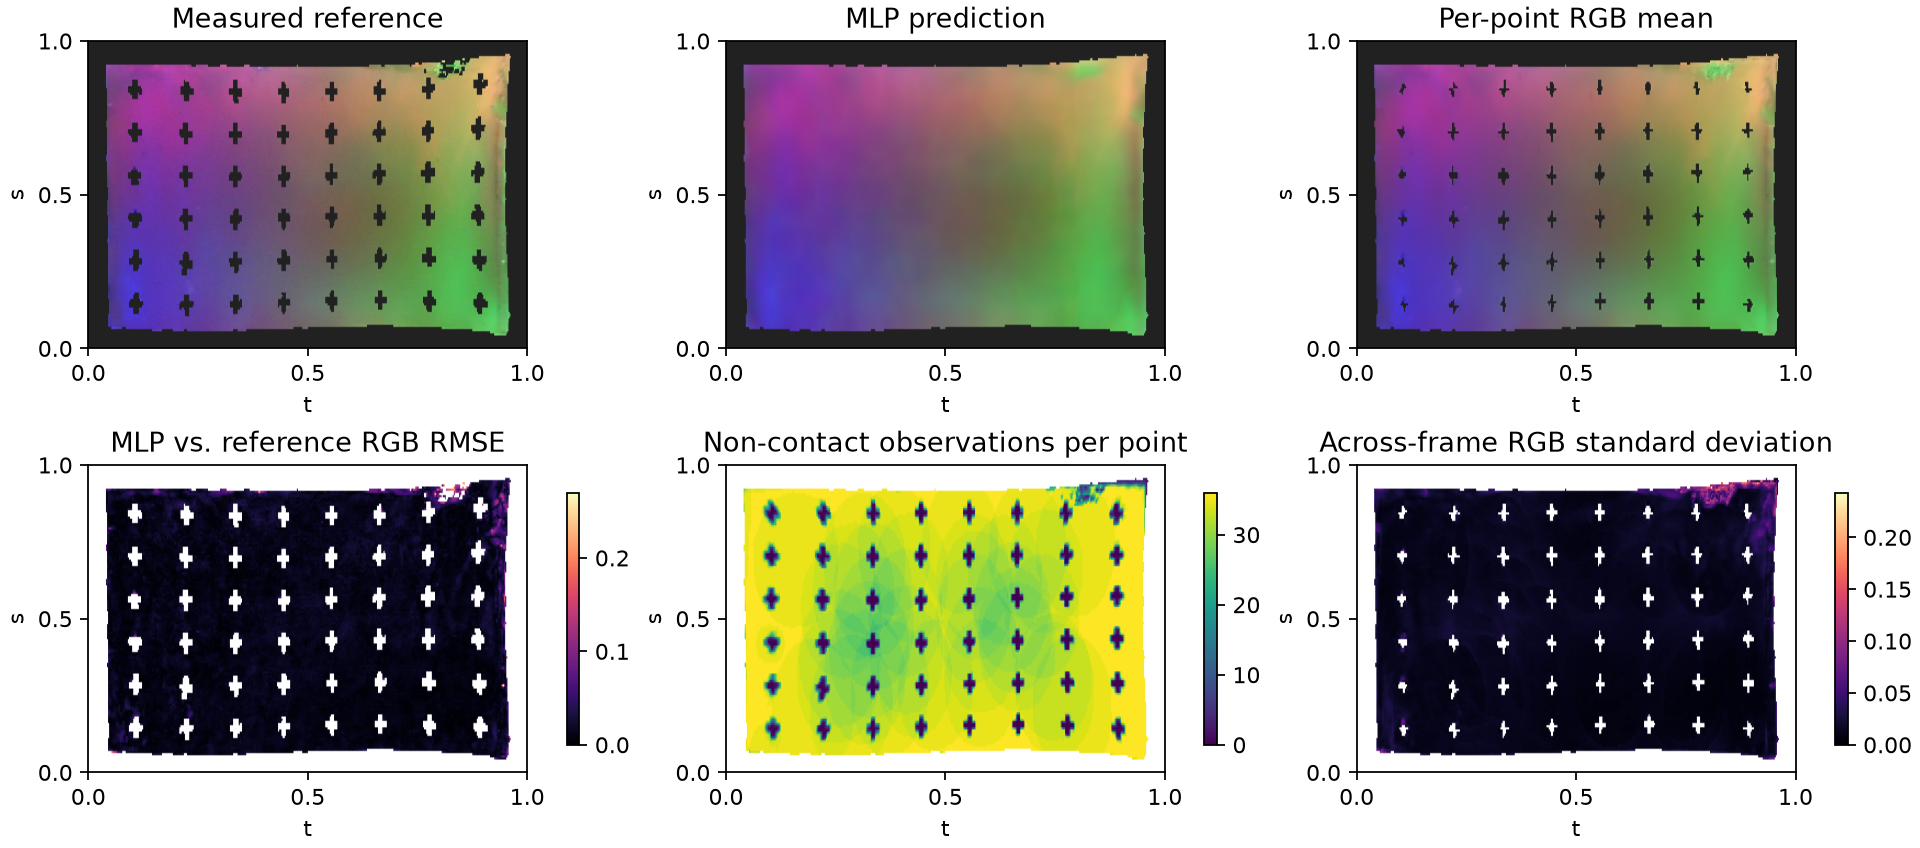 Measured reference
MLP prediction
Per-point RGB mean
1.0
0.5
0.0
s
0.0 0.5 1.0
t
1.0
0.5
0.0
s
0.0 0.5 1.0
t
1.0
0.5
0.0
s
0.0 0.5 1.0
t
MLP vs. reference RGB RMSE
Non-contact observations per point
Across-frame RGB standard deviation
1.0
0.5
0.0
s
0.0 0.5 1.0
t
0.2
0.1
0.0
1.0
0.5
0.0
s
0.0 0.5 1.0
t
30
20
10
0
1.0
0.5
0.0
s
0.0 0.5 1.0
t
0.20
0.15
0.10
0.05
0.00